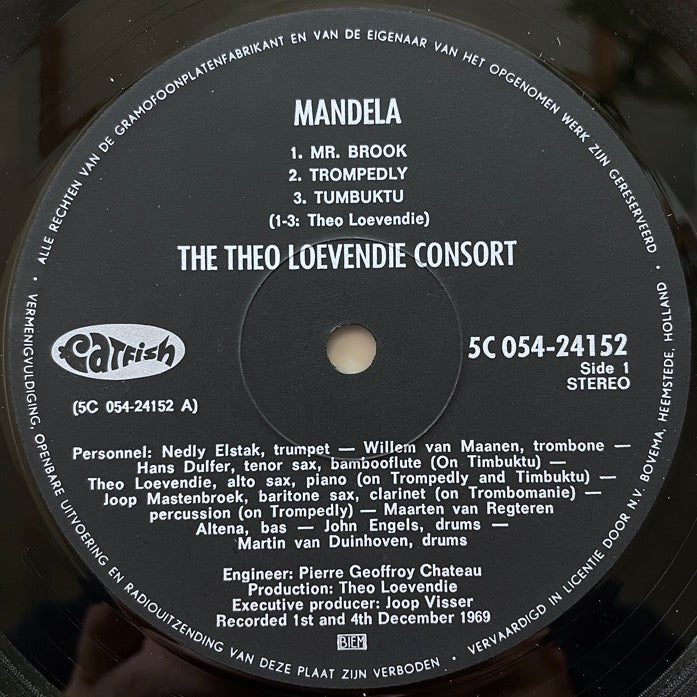 • ALLE RECHTEN VAN DE GRAMOFOONPLATENFABRIKANT EN VAN DE EIGENAAR VAN HET OPGENOMEN WERK ZIJN GERESERVEERD •
MANDELA
1. MR. BROOK
2. TROMPEDLY
3. TUMBUKTU
(1-3: Theo Loevendie)
THE THEO LOEVENDIE CONSORT
Catfish
(5C 054-24152 A)
5C 054-24152
Side 1
STEREO
Personnel: Nedly Elstak, trumpet — Willem van Maanen, trombone —
Hans Dulfer, tenor sax, bambooflute (On Timbuktu) —
Theo Loevendie, alto sax, piano (on Trompedly and Timbuktu) —
Joop Mastenbroek, baritone sax, clarinet (on Trombomanie) —
percussion (on Trompedly) — Maarten van Regteren
Altena, bas — John Engels, drums —
Martin van Duinhoven, drums
Engineer: Pierre Geoffroy Chateau
Production: Theo Loevendie
Executive producer: Joop Visser
Recorded 1st and 4th December 1969
BIEM
VERMENIGVULDIGING, OPENBARE UITVOERING EN RADIOUITZENDING VAN DEZE PLAAT ZIJN VERBODEN •
VERVAARDIGD IN LICENTIE DOOR N.V. BOVEMA, HEEMSTEDE, HOLLAND